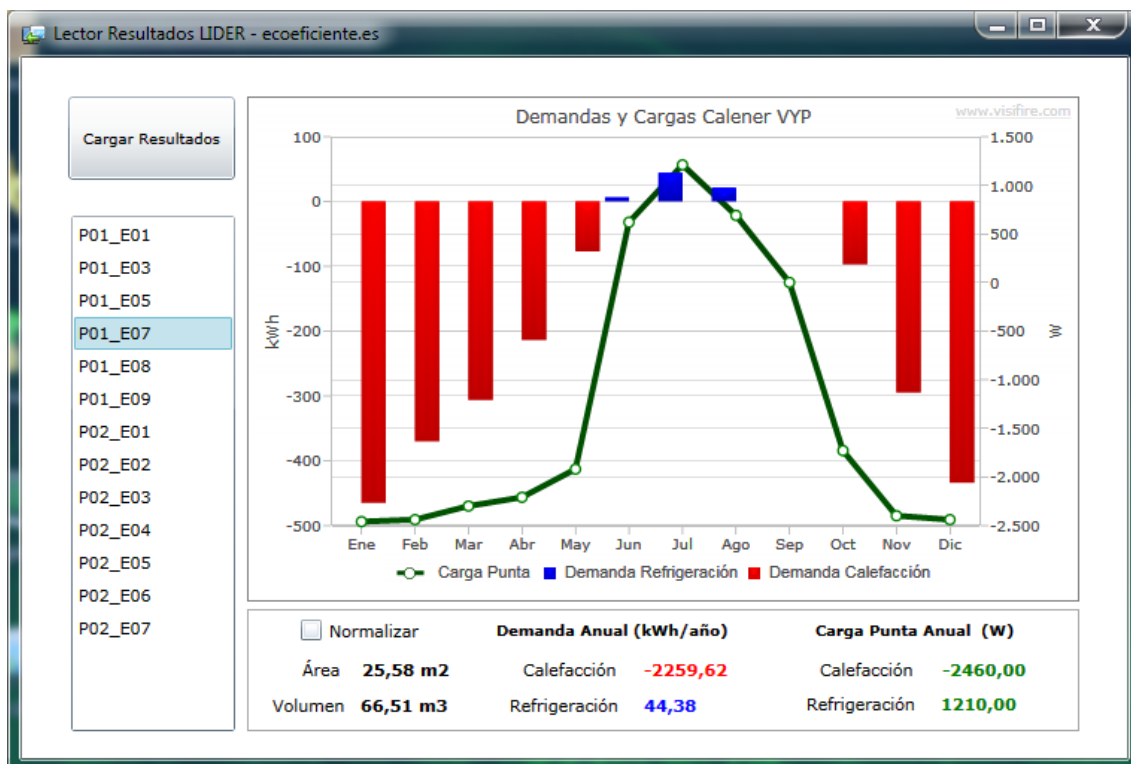 Lector Resultados LIDER - ecoeficiente.es
Cargar Resultados
P01_E01
P01_E03
P01_E05
P01_E07
P01_E08
P01_E09
P02_E01
P02_E02
P02_E03
P02_E04
P02_E05
P02_E06
P02_E07
Demandas y Cargas Calener VYP
www.visifire.com
100
0
-100
-200
-300
-400
-500
kWh
1.500
1.000
500
0
-500
-1.000
-1.500
-2.000
-2.500
W
Ene Feb Mar Abr May Jun Jul Ago Sep Oct Nov Dic
Carga Punta Demanda Refrigeración Demanda Calefacción
Normalizar Demanda Anual (kWh/año) Carga Punta Anual (W)
Área 25,58 m2 Calefacción -2259,62 Calefacción -2460,00
Volumen 66,51 m3 Refrigeración 44,38 Refrigeración 1210,00